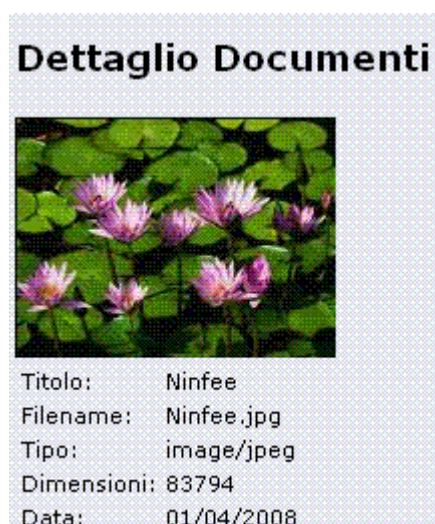 Dettaglio Documenti
Titolo: Ninfee
Filename: Ninfee.jpg
Tipo: image/jpeg
Dimensioni: 83794
Data: 01/04/2008